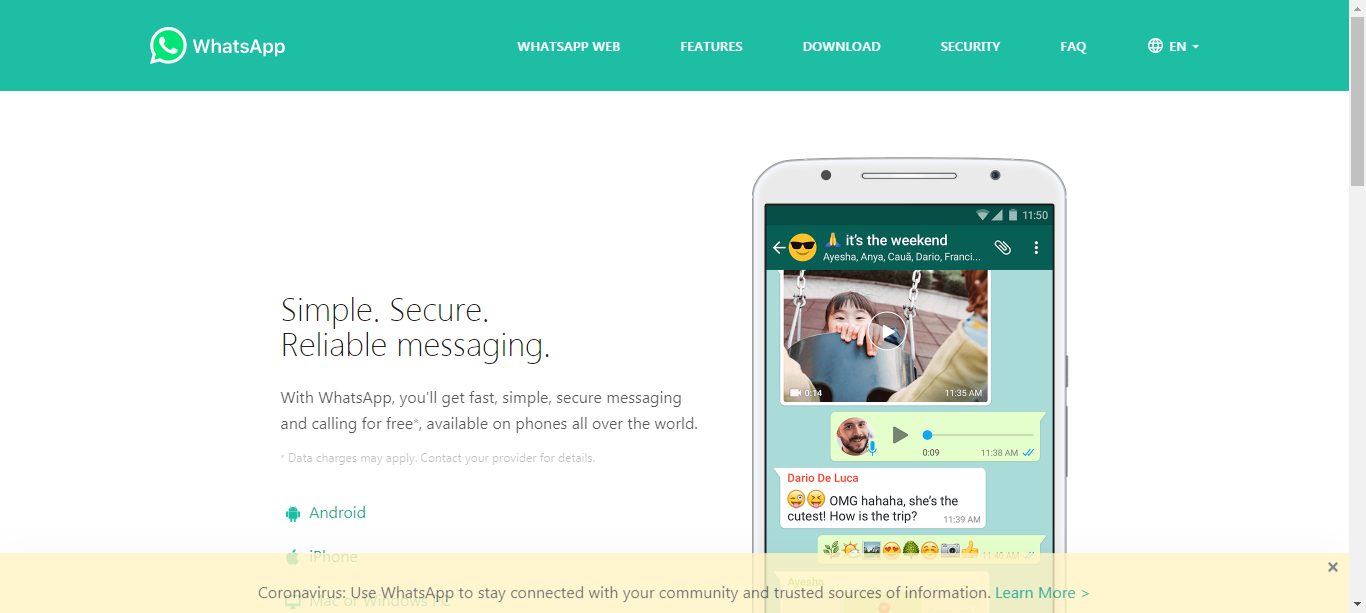 WhatsApp
WHATSAPP WEB
FEATURES
DOWNLOAD
SECURITY
FAQ
EN
Simple. Secure.
Reliable messaging.
With WhatsApp, you'll get fast, simple, secure messaging
and calling for free*, available on phones all over the world.
* Data charges may apply. Contact your provider for details.
Android
iPhone
Mac or Windows PC
11:50
it's the weekend
Ayesha, Anya, Cauã, Dario, Franci...
0:14
11:35 AM
0:09
11:38 AM
Dario De Luca
OMG hahaha, she's the
cutest! How is the trip?
11:39 AM
11:40 AM
Ayesha
Coronavirus: Use WhatsApp to stay connected with your community and trusted sources of information. Learn More >